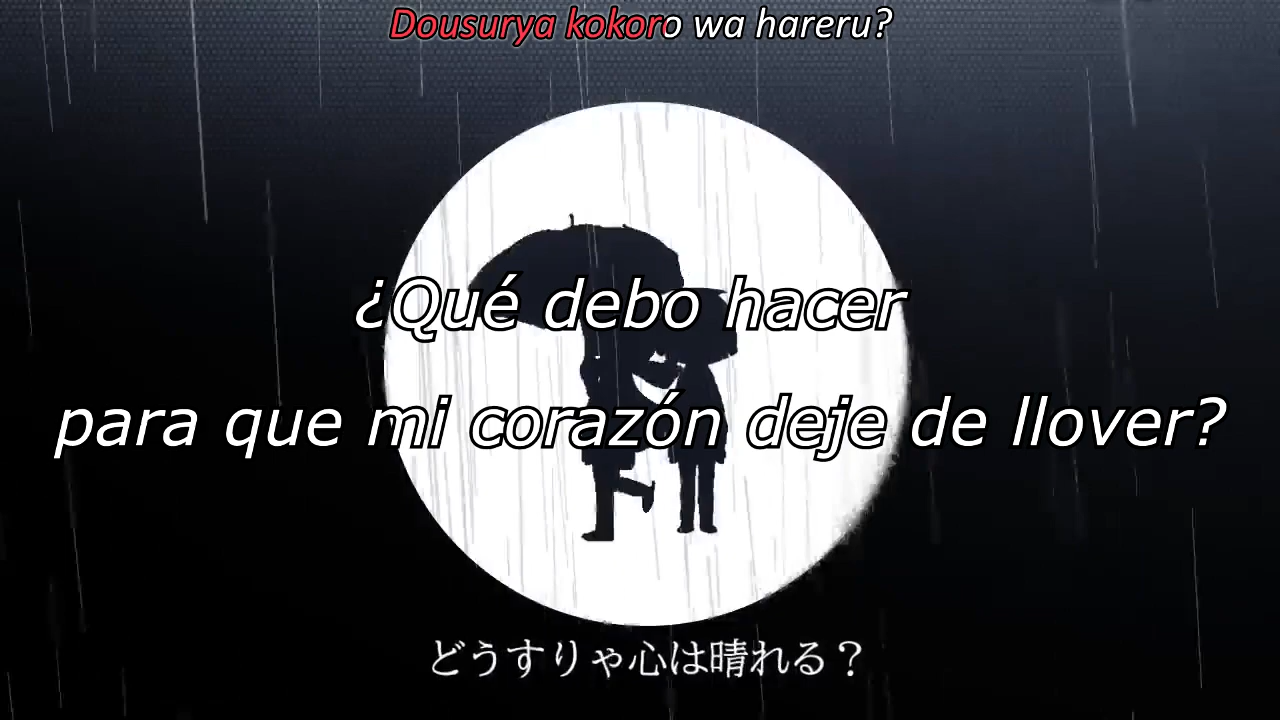 Dousurya kokoro wa hareru?
¿Qué debo hacer
para que mi corazón deje de llover?
どうすりゃ心は晴れる？